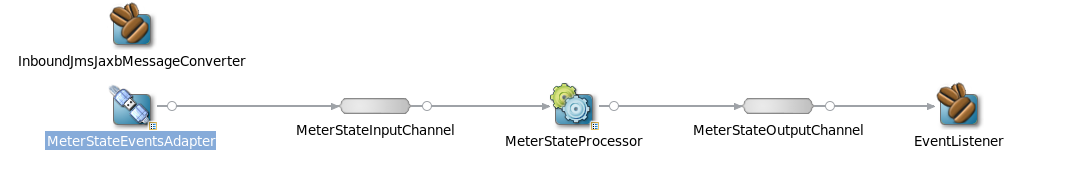 InboundJmsJaxbMessageConverter
MeterStateEventsAdapter
MeterStateInputChannel
MeterStateProcessor
MeterStateOutputChannel
EventListener